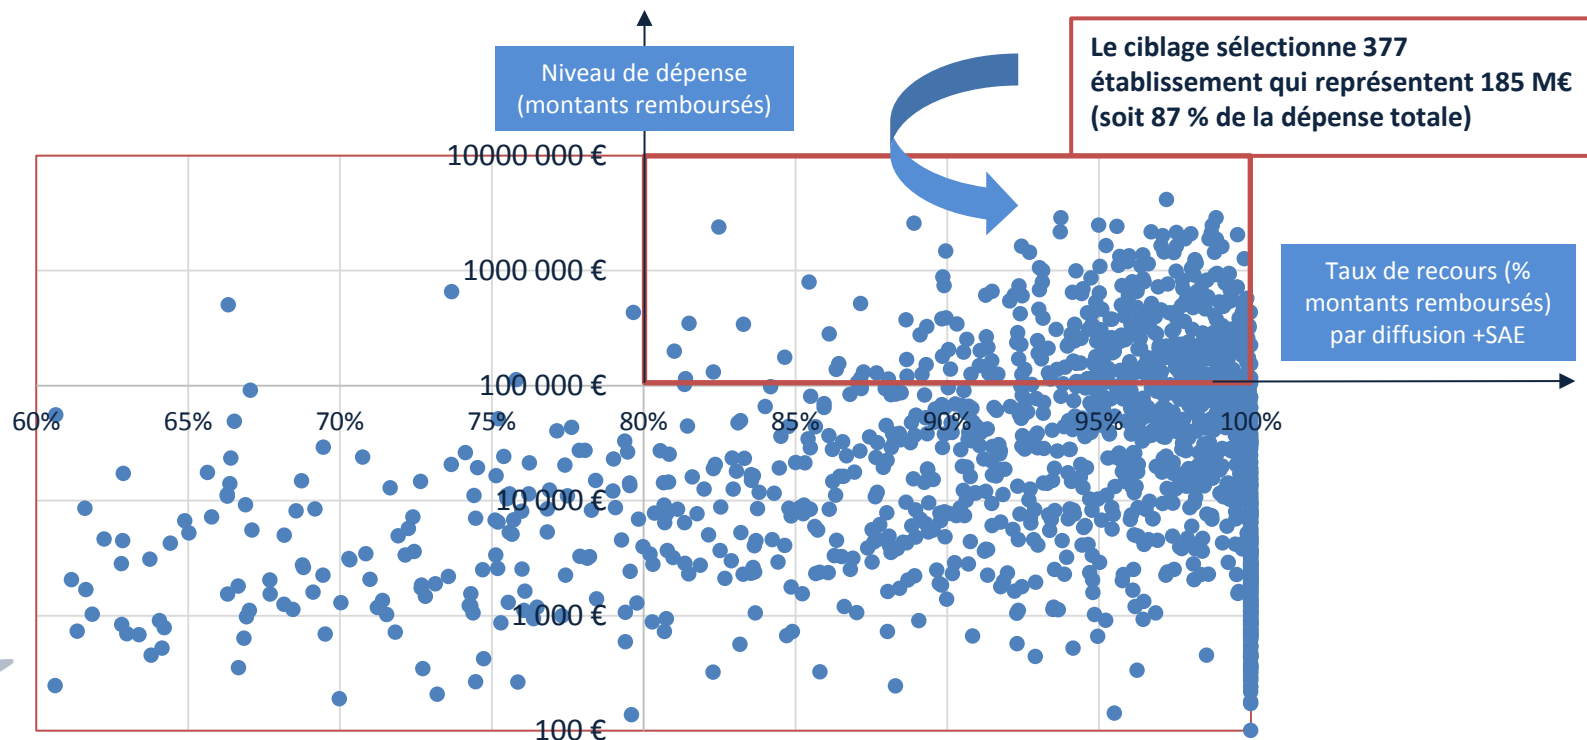 Niveau de dépense
(montants remboursés)
Le ciblage sélectionne 377
établissement qui représentent 185 M€
(soit 87 % de la dépense totale)
10000 000 €
1000 000 €
Taux de recours (%
montants remboursés)
par diffusion +SAE
100 000 €
60% 65% 70% 75% 80% 85% 90% 95% 100%
10 000 €
1 000 €
100 €